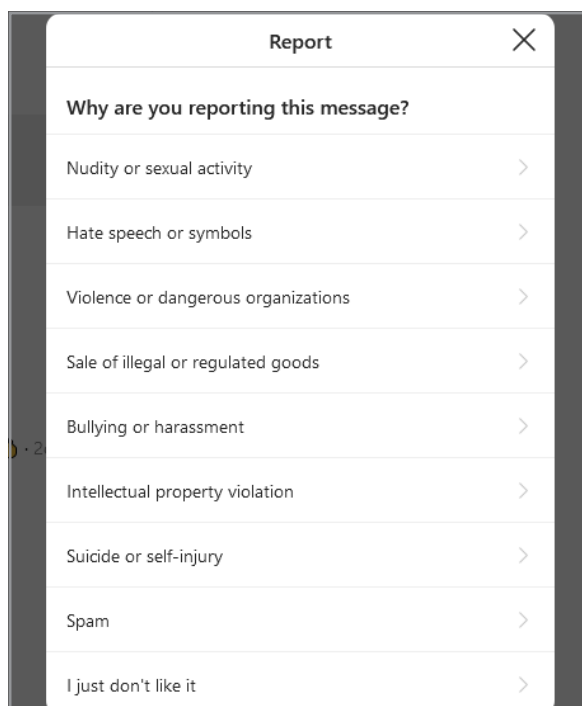 Report
Why are you reporting this message?
Nudity or sexual activity
Hate speech or symbols
Violence or dangerous organizations
Sale of illegal or regulated goods
Bullying or harassment
· 2
Intellectual property violation
Suicide or self-injury
Spam
I just don't like it